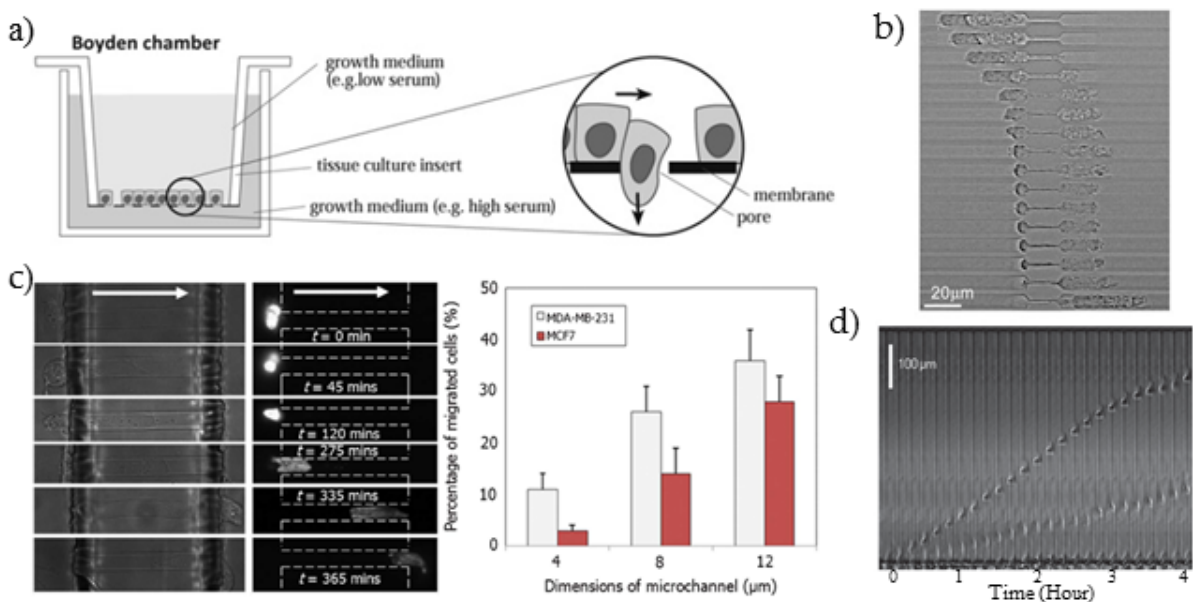 a)
Boyden chamber
growth medium
(e.g.low serum)
tissue culture insert
growth medium (e.g. high serum)
membrane
pore
b)
20μm
c)
t = 0 min
t = 45 mins
t = 120 mins
t = 275 mins
t = 335 mins
t = 365 mins
Percentage of migrated cells (%)
50
40
30
20
10
0
MDA-MB-231
MCF7
4 8 12
Dimensions of microchannel (μm)
d)
100μm
0 1 2 3 4
Time (Hour)